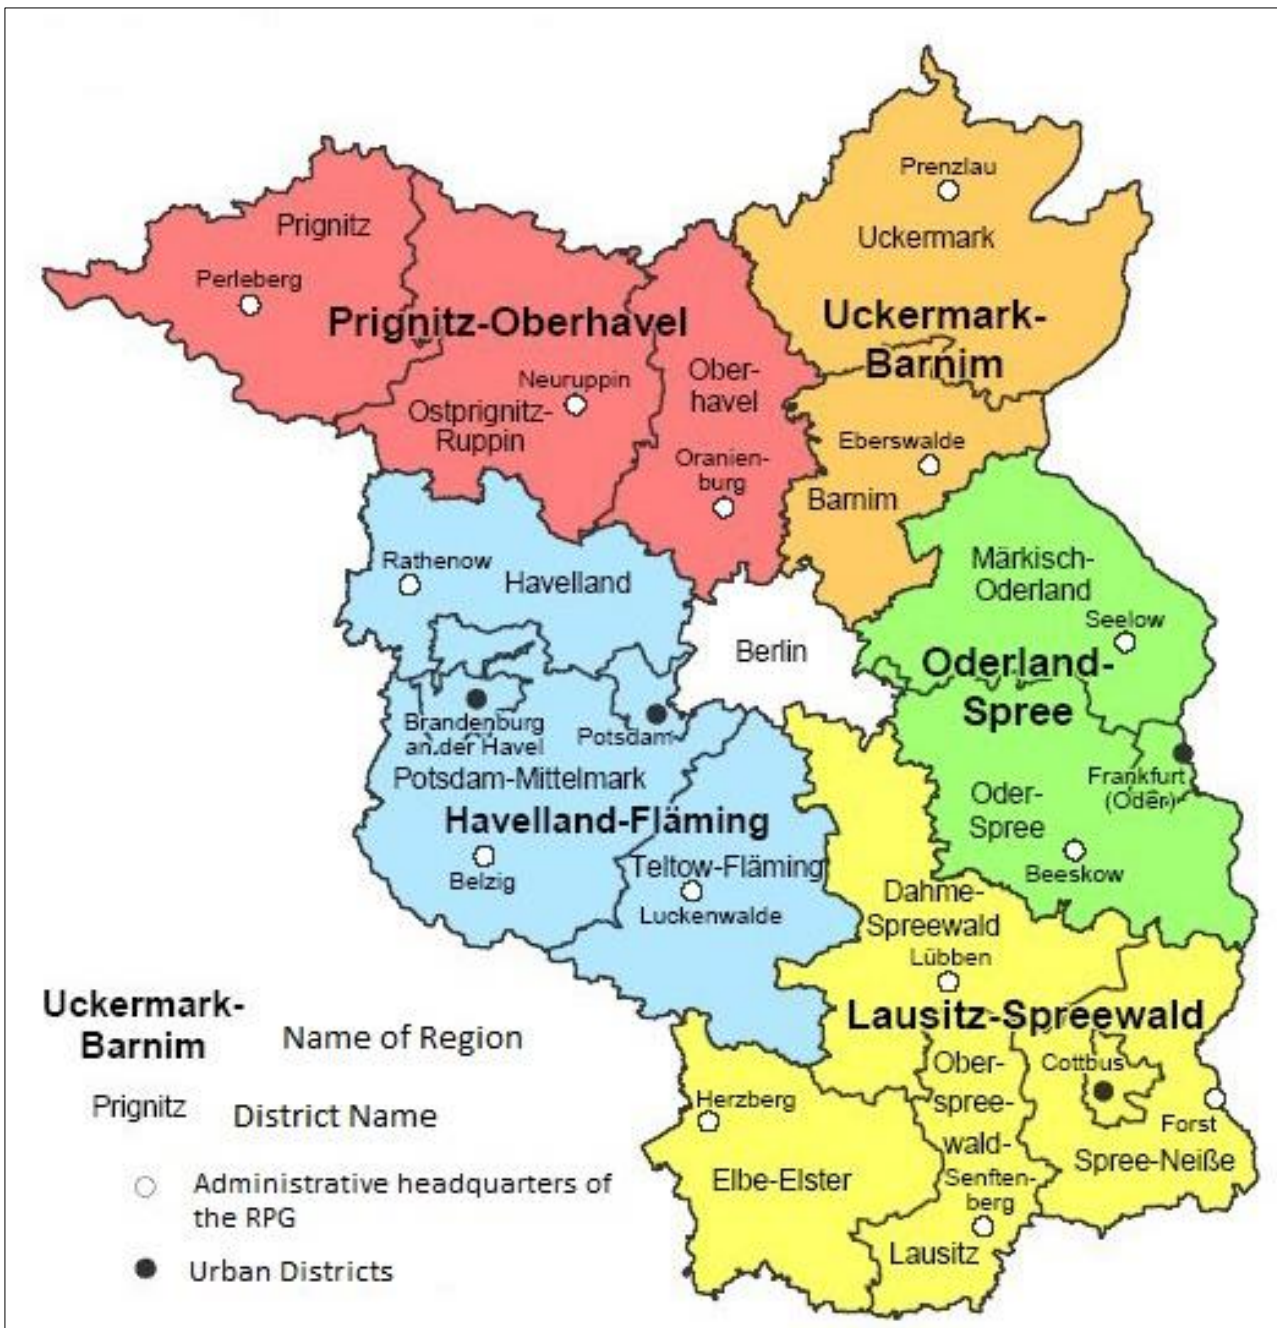 Prenzlau
Uckermark
Prignitz
Perleberg
Prignitz-Oberhavel
Uckermark-
Barnim
Neuruppin
Ober-
havel
Ostprignitz-
Ruppin
Eberswalde
Oranien-
burg
Barnim
Rathenow
Havelland
Märkisch-
Oderland
Seelow
Berlin
Oderland-
Spree
Brandenburg
an der Havel
Potsdam
Potsdam-Mittelmark
Frankfurt
(Oder)
Oder-
Spree
Havelland-Fläming
Belzig
Teltow-Fläming
Luckenwalde
Beeskow
Dahme-
Spreewald
Lübben
Lausitz-Spreewald
Ober-
spree-
wald-
Senften-
berg
Lausitz
Cottbus
Forst
Spree-Neiße
Herzberg
Elbe-Elster
Uckermark-
Barnim
Name of Region
Prignitz
District Name
Administrative headquarters of
the RPG
Urban Districts